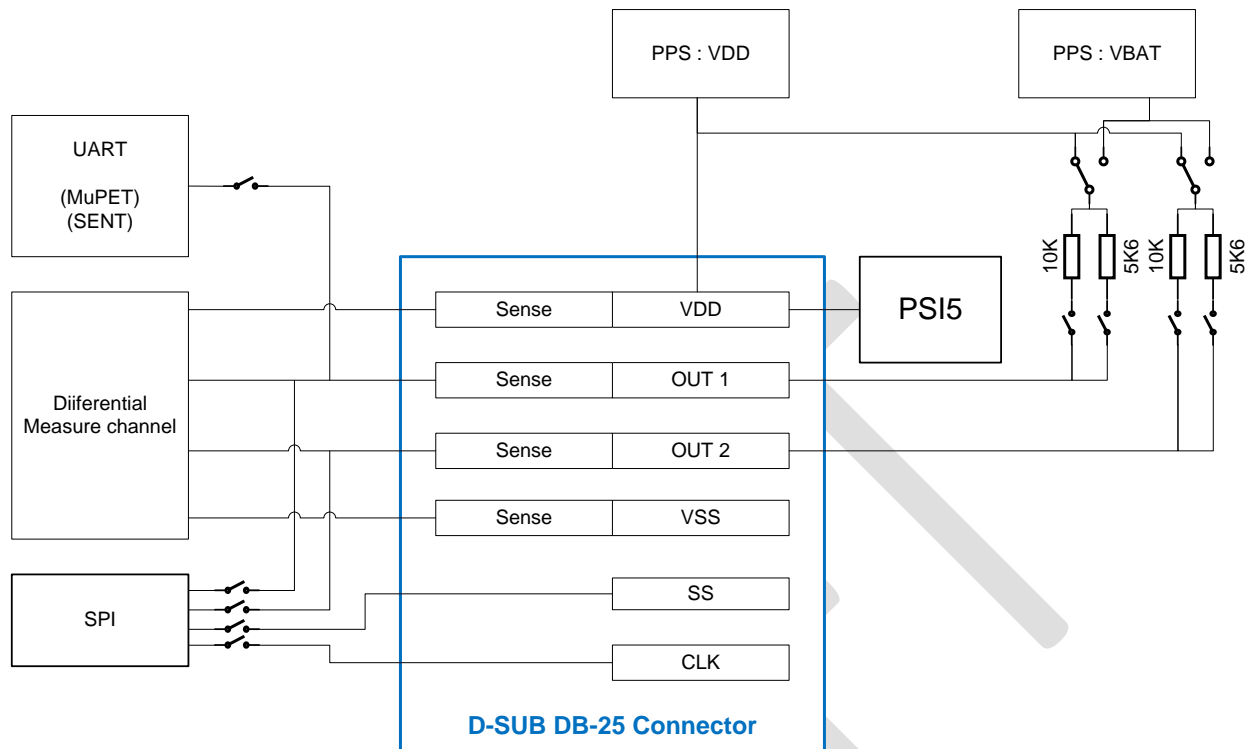 PPS : VDD
PPS : VBAT
UART
(MuPET)
(SENT)
10K
5K6
10K
5K6
Sense
VDD
PSI5
Sense
OUT 1
Diiferential
Measure channel
Sense
OUT 2
Sense
VSS
SPI
SS
CLK
D-SUB DB-25 Connector